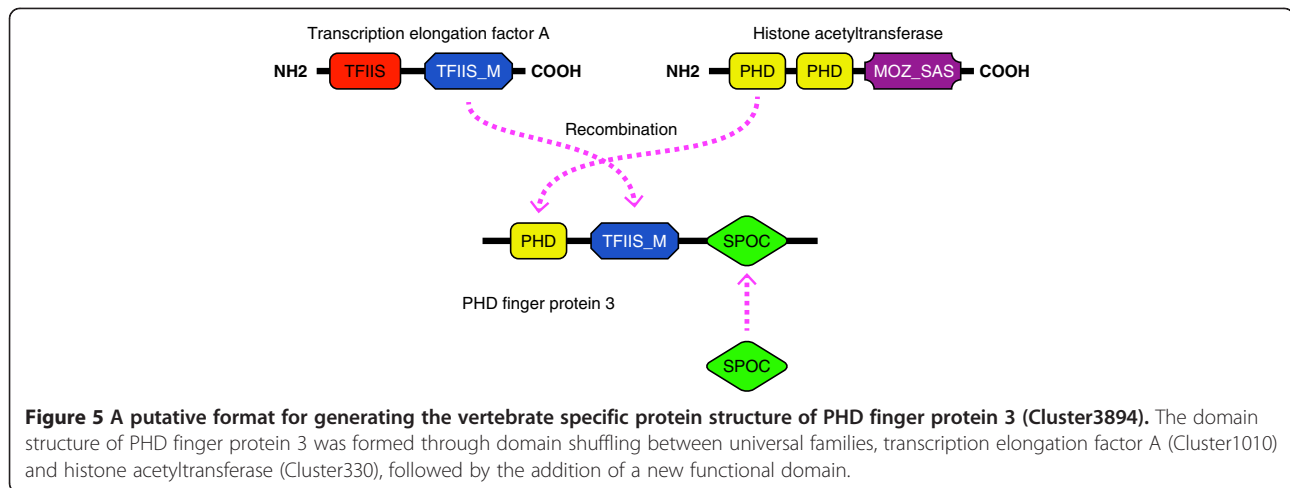 Transcription elongation factor A
Histone acetyltransferase
NH2 TFIIS TFIIS_M COOH
NH2 PHD PHD MOZ_SAS COOH
Recombination
PHD TFIIS_M SPOC
PHD finger protein 3
SPOC
Figure 5 A putative format for generating the vertebrate specific protein structure of PHD finger protein 3 (Cluster3894). The domain
structure of PHD finger protein 3 was formed through domain shuffling between universal families, transcription elongation factor A (Cluster1010)
and histone acetyltransferase (Cluster330), followed by the addition of a new functional domain.